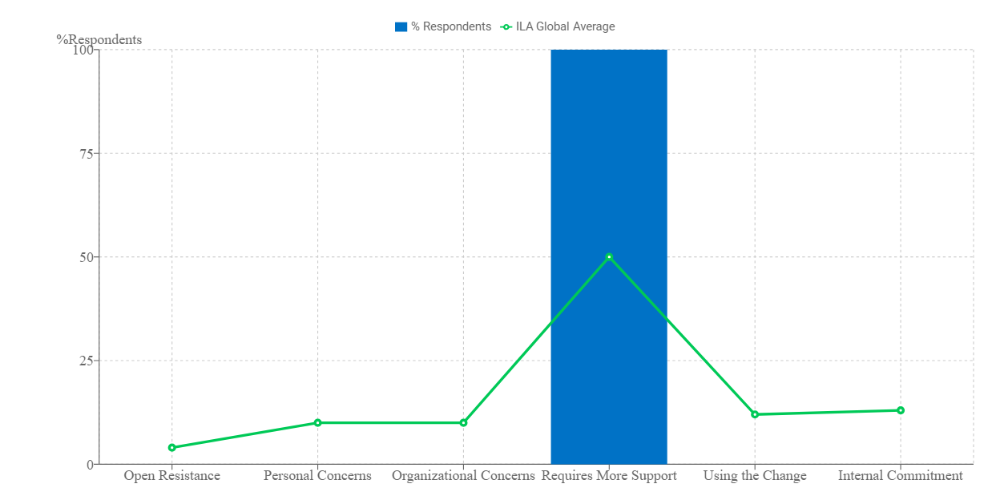 % Respondents ILA Global Average
%Respondents
100
75
50
25
0
Open Resistance Personal Concerns Organizational Concerns Requires More Support Using the Change Internal Commitment